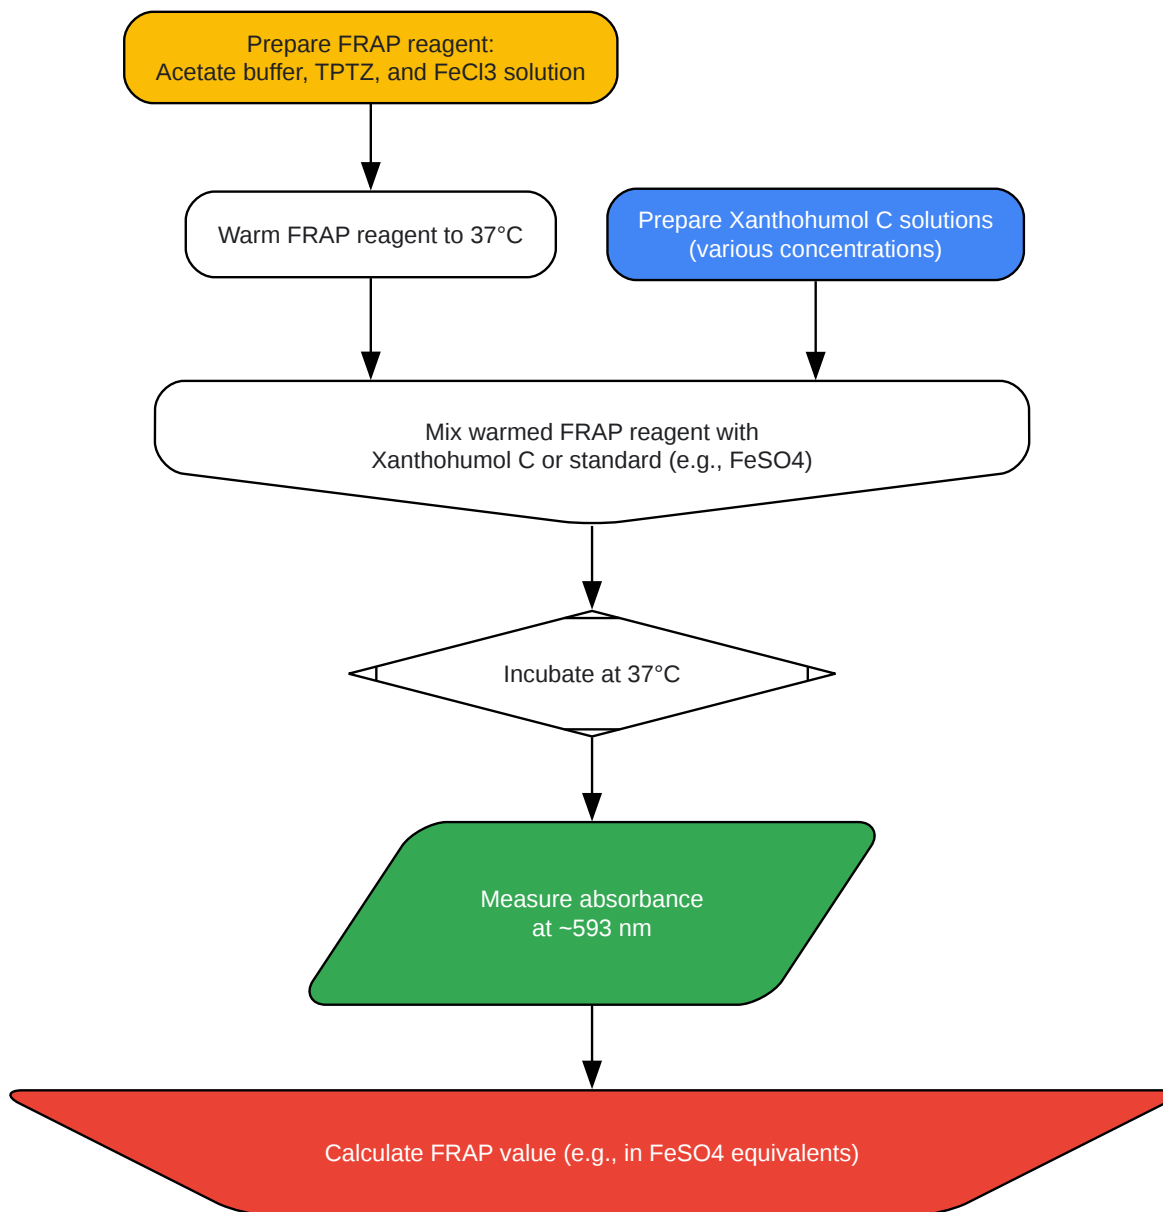 Prepare FRAP reagent:
Acetate buffer, TPTZ, and FeCl3 solution
Warm FRAP reagent to 37°C
Prepare Xanthohumol C solutions
(various concentrations)
Mix warmed FRAP reagent with
Xanthohumol C or standard (e.g., FeSO4)
Incubate at 37°C
Measure absorbance
at ~593 nm
Calculate FRAP value (e.g., in FeSO4 equivalents)